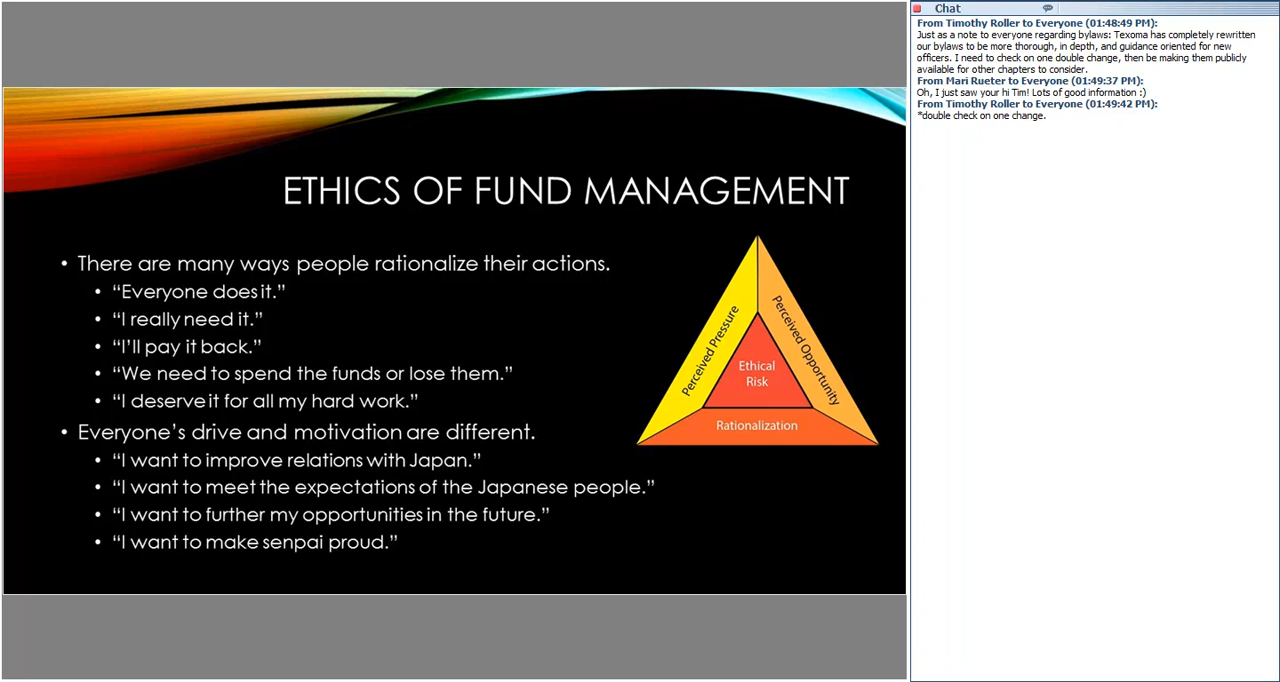 ETHICS OF FUND MANAGEMENT
• There are many ways people rationalize their actions.
• “Everyone does it.”
• “I really need it.”
• “I’ll pay it back.”
• “We need to spend the funds or lose them.”
• “I deserve it for all my hard work.”
• Everyone’s drive and motivation are different.
• “I want to improve relations with Japan.”
• “I want to meet the expectations of the Japanese people.”
• “I want to further my opportunities in the future.”
• “I want to make senpai proud.”
Perceived Pressure
Perceived Opportunity
Ethical
Risk
Rationalization
Chat
From Timothy Roller to Everyone (01:48:49 PM):
Just as a note to everyone regarding bylaws: Texoma has completely rewritten
our bylaws to be more thorough, in depth, and guidance oriented for new
officers. I need to check on one double change, then be making them publicly
available for other chapters to consider.
From Mari Rueter to Everyone (01:49:37 PM):
Oh, I just saw your hi Tim! Lots of good information :)
From Timothy Roller to Everyone (01:49:42 PM):
*double check on one change.